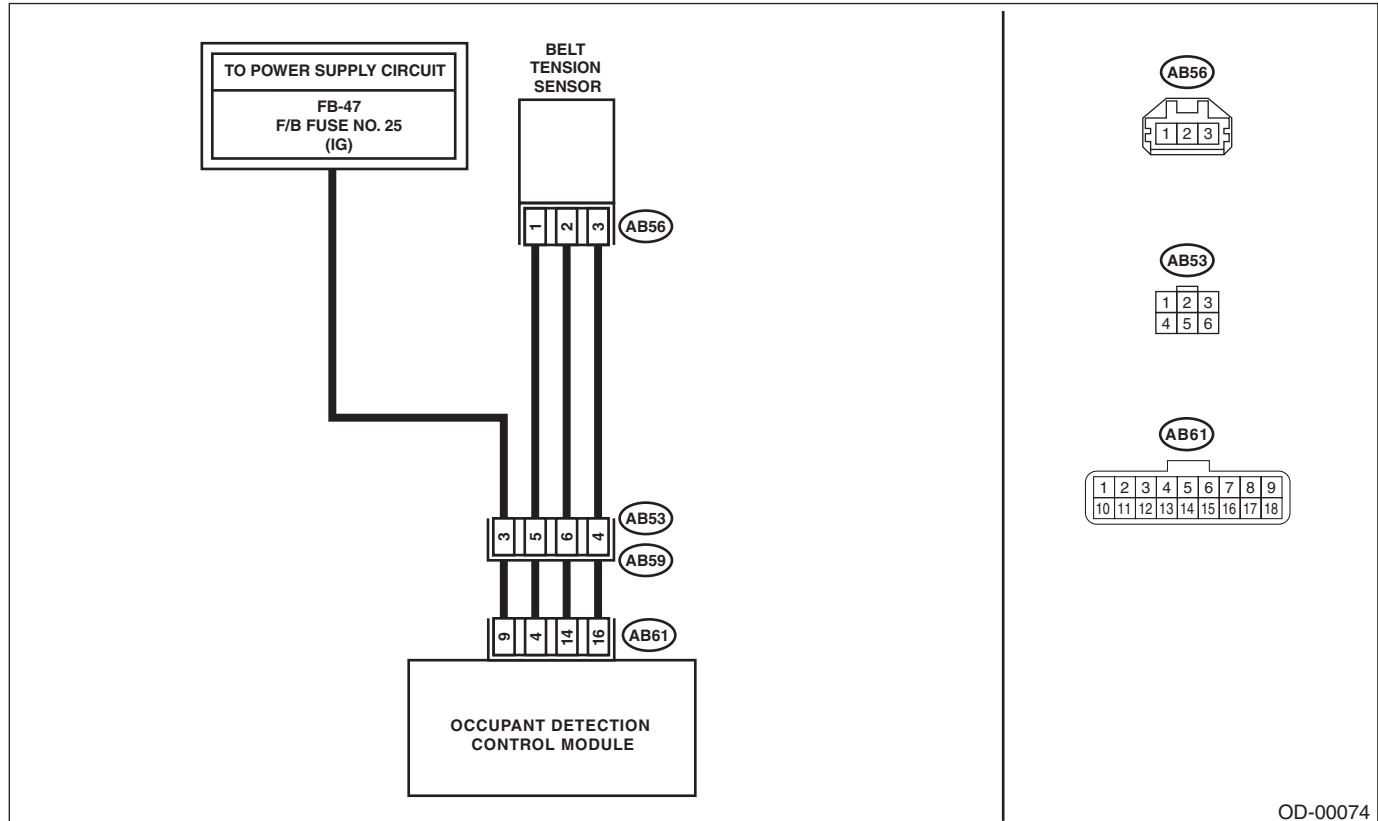 TO POWER SUPPLY CIRCUIT
FB-47
F/B FUSE NO. 25
(IG)
BELT
TENSION
SENSOR
1 2 3
AB56
3 5 6 4
AB53
AB59
9 4 14 16
AB61
OCCUPANT DETECTION
CONTROL MODULE
AB56
1 2 3
AB53
1 2 3
4 5 6
AB61
1 2 3 4 5 6 7 8 9
10 11 12 13 14 15 16 17 18
OD-00074